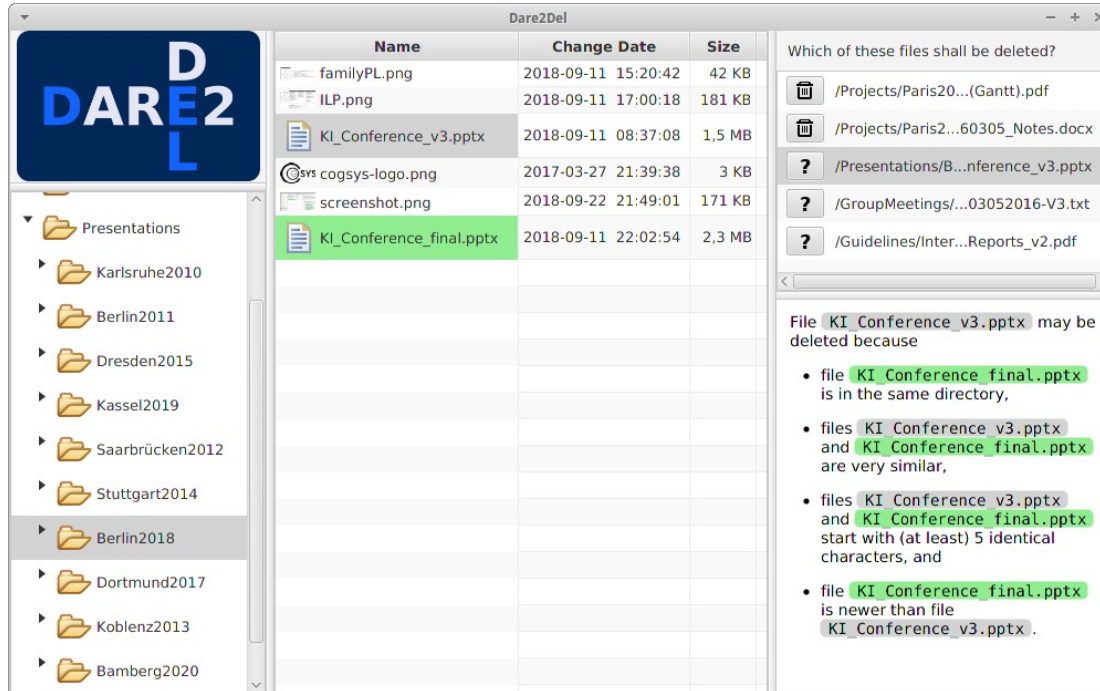 Dare2Del
DARE2
DEL
Presentations
Karlsruhe2010
Berlin2011
Dresden2015
Kassel2019
Saarbrücken2012
Stuttgart2014
Berlin2018
Dortmund2017
Koblenz2013
Bamberg2020
Name Change Date Size
familyPL.png 2018-09-11 15:20:42 42 KB
ILP.png 2018-09-11 17:00:18 181 KB
KI_Conference_v3.pptx 2018-09-11 08:37:08 1,5 MB
cogsys-logo.png 2017-03-27 21:39:38 3 KB
screenshot.png 2018-09-22 21:49:01 171 KB
KI_Conference_final.pptx 2018-09-11 22:02:54 2,3 MB
Which of these files shall be deleted?
/Projects/Paris20...(Gantt).pdf
/Projects/Paris2...60305_Notes.docx
? /Presentations/B...nference_v3.pptx
? /GroupMeetings/...03052016-V3.txt
? /Guidelines/Inter...Reports_v2.pdf
File KI_Conference_v3.pptx may be
deleted because
• file KI_Conference_final.pptx
is in the same directory,
• files KI_Conference_v3.pptx
and KI_Conference_final.pptx
are very similar,
• files KI_Conference_v3.pptx
and KI_Conference_final.pptx
start with (at least) 5 identical
characters, and
• file KI_Conference_final.pptx
is newer than file
KI_Conference_v3.pptx.